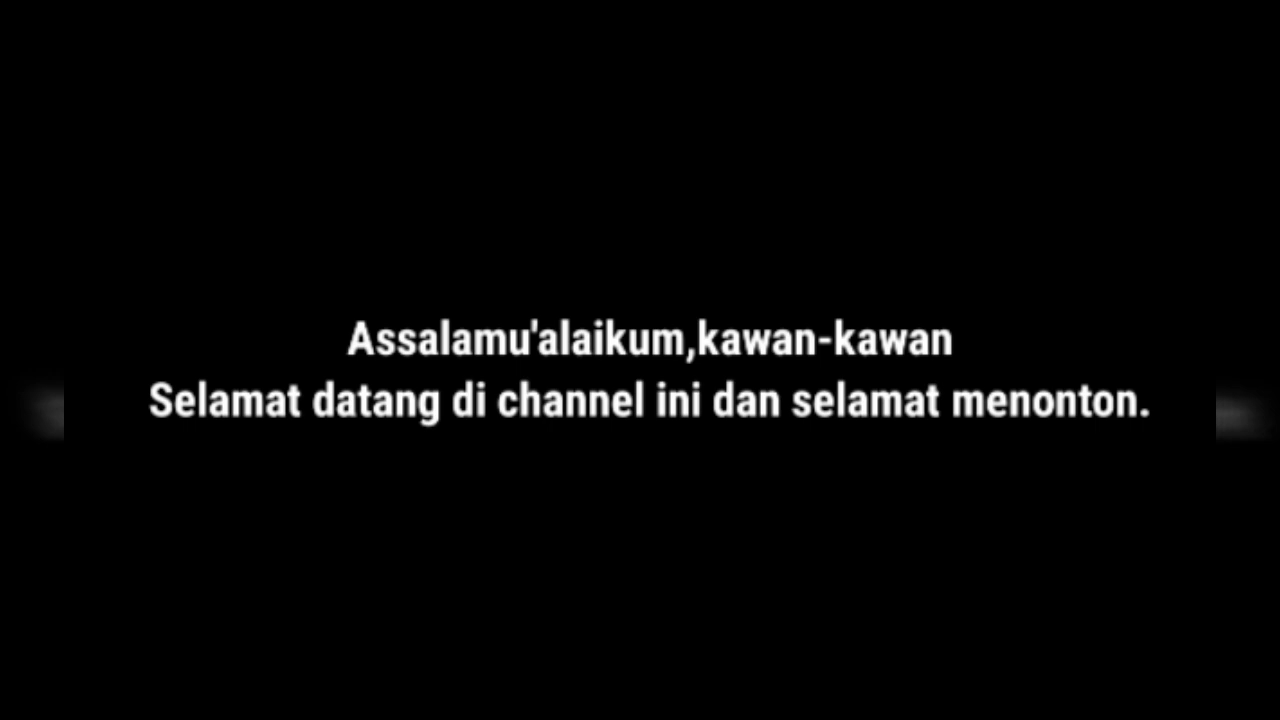 Assalamu'alaikum,kawan-kawan
Selamat datang di channel ini dan selamat menonton.